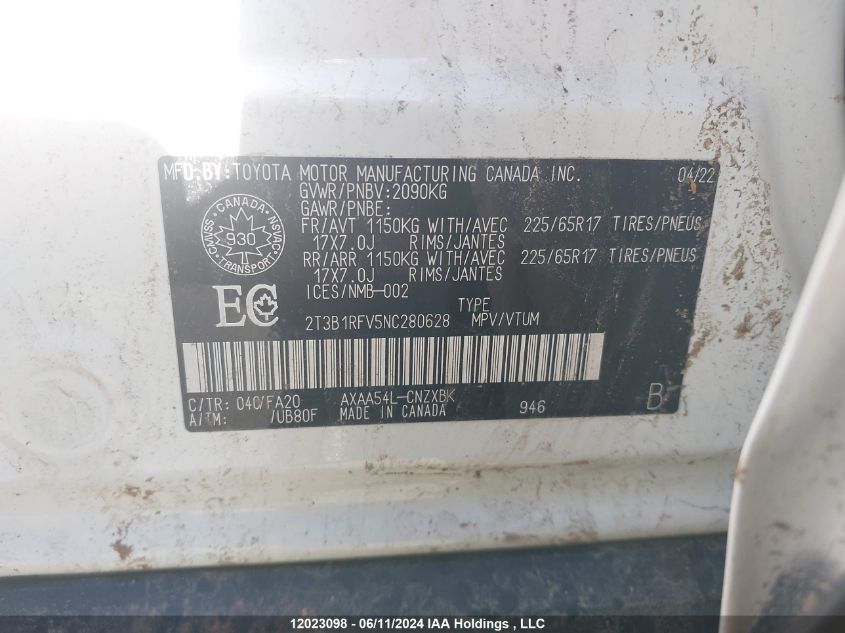 MFD.BY:TOYOTA MOTOR MANUFACTURING CANADA INC. 04/22
GVWR/PNBV:2090KG
GAWR/PNBE:
FR/AVT 1150KG WITH/AVEC 225/65R17 TIRES/PNEUS
17X7.0J RIMS/JANTES
RR/ARR 1150KG WITH/AVEC 225/65R17 TIRES/PNEUS
17X7.0J RIMS/JANTES
ICES/NMB-002
CANADA
CMVSS 930 NSVAC
TRANSPORT
EC
TYPE
2T3B1RFV5NC280628 MPV/VTUM
C/TR: 040/FA20 AXAA54L-CNZXBK
A/TM: /UB80F MADE IN CANADA 946 B
12023098 - 06/11/2024 IAA Holdings , LLC